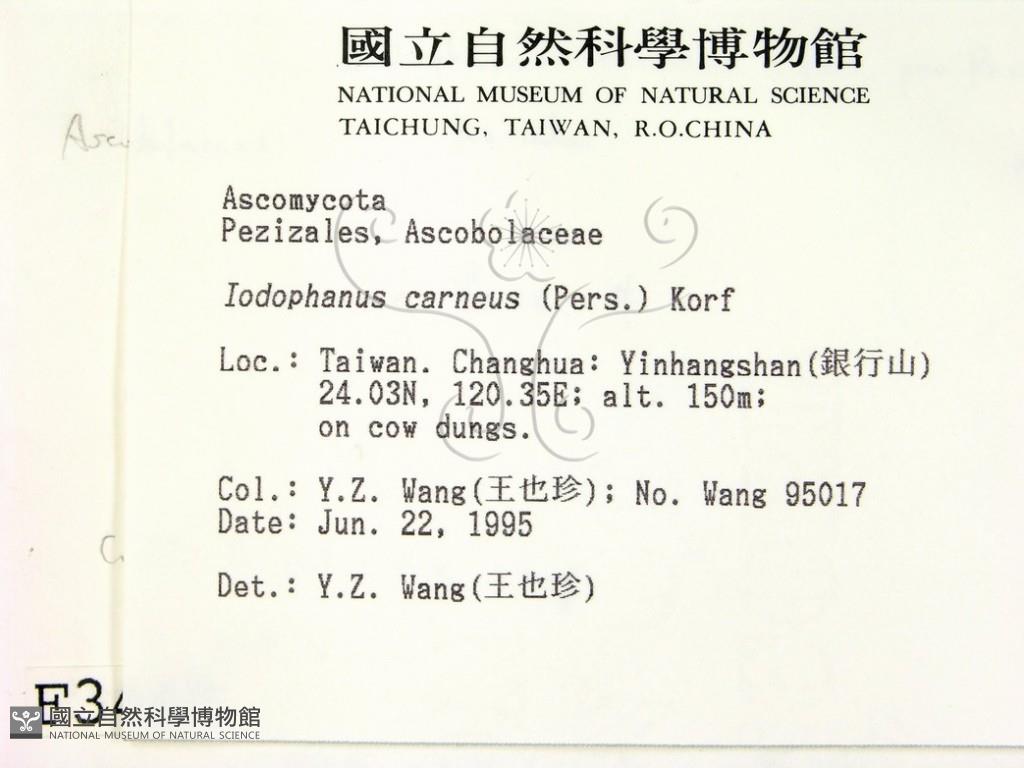 國立自然科學博物館
NATIONAL MUSEUM OF NATURAL SCIENCE
TAICHUNG, TAIWAN, R.O.CHINA
Ascomycota
Pezizales, Ascobolaceae
Iodophanus carneus (Pers.) Korf
Loc.: Taiwan. Changhua: Yinhangshan(銀行山)
24.03N, 120.35E; alt. 150m;
on cow dungs.
Col.: Y.Z. Wang(王也珍); No. Wang 95017
Date: Jun. 22, 1995
Det.: Y.Z. Wang(王也珍)
國立自然科學博物館
NATIONAL MUSEUM OF NATURAL SCIENCE